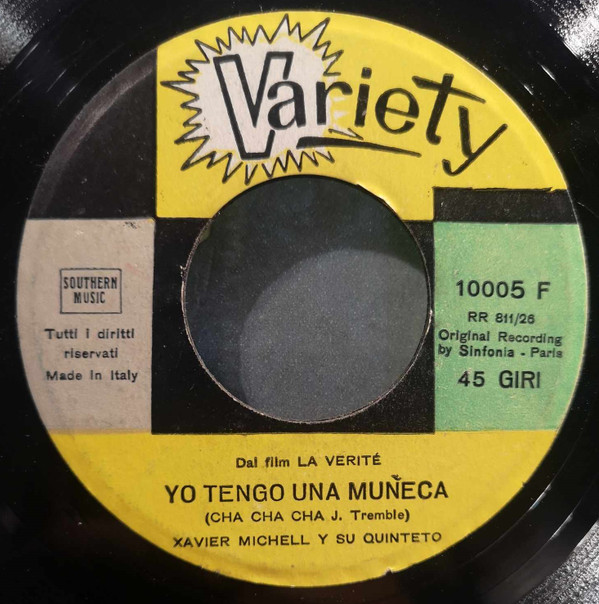 Variety
SOUTHERN
MUSIC
Tutti i diritti
riservati
Made in Italy
10005 F
RR 811/26
Original Recording
by Sinfonia - Paris
45 GIRI
Dal film LA VERITÉ
YO TENGO UNA MUÑECA
(CHA CHA CHA J. Tremble)
XAVIER MICHELL Y SU QUINTETO